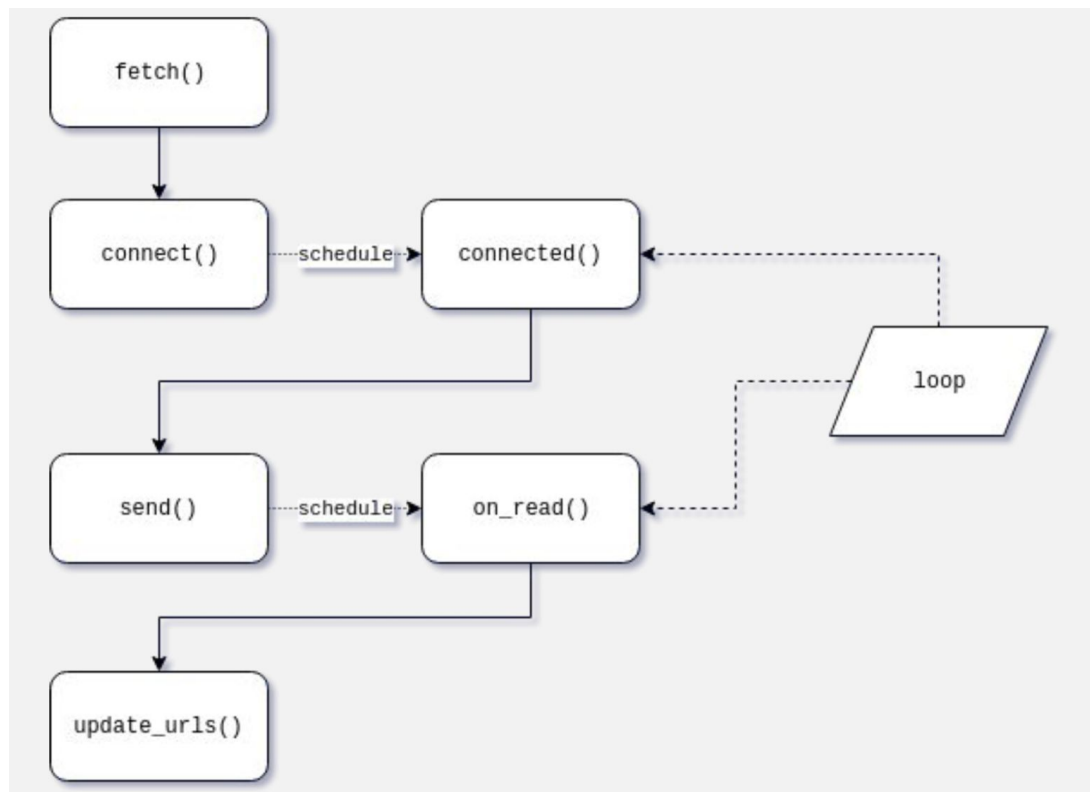 fetch()
connect()
schedule
connected()
loop
send()
schedule
on_read()
update_urls()